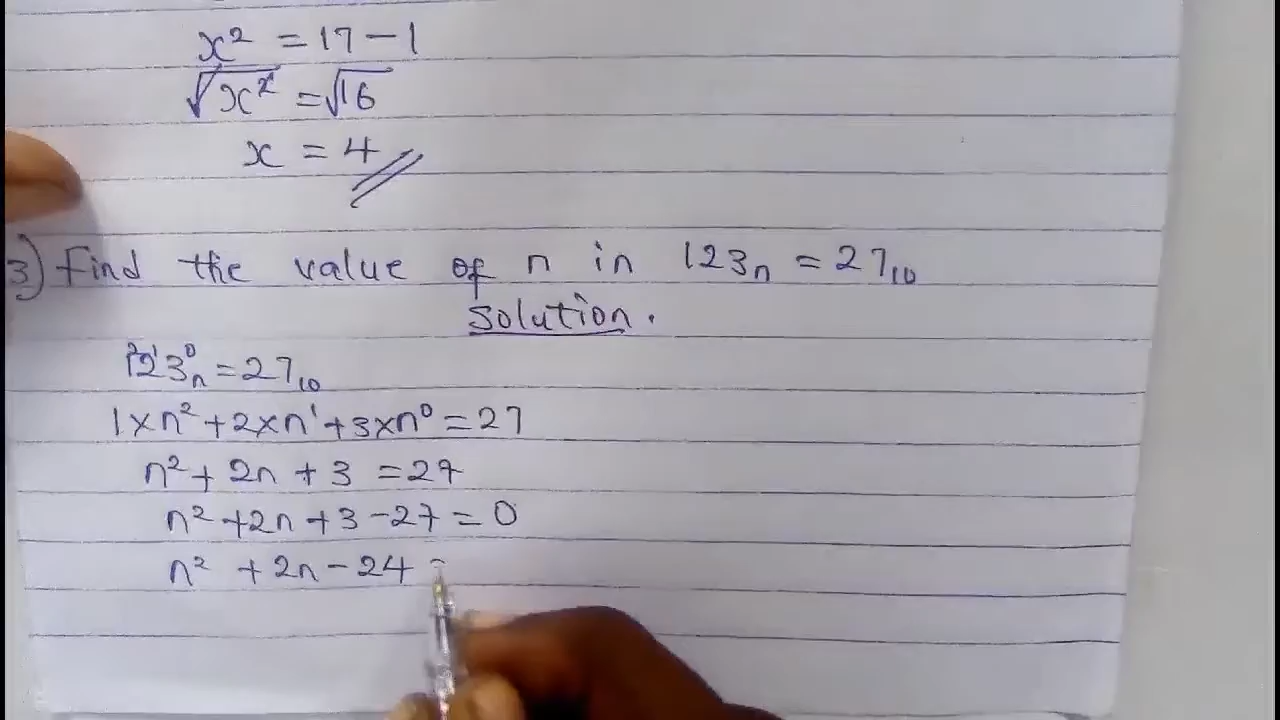 x² = 17 - 1
√x² = √16
x = 4
3) Find the value of n in 123ₙ = 27₁₀
Solution.
1²2¹3⁰ₙ = 27₁₀
1×n² + 2×n¹ + 3×n⁰ = 27
n² + 2n + 3 = 27
n² + 2n + 3 - 27 = 0
n² + 2n - 24 =